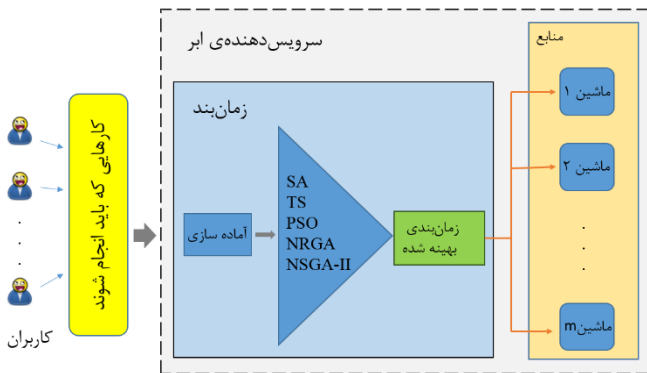 سرویس‌دهنده‌ی ابر
منابع
ماشین ۱
ماشین ۲
.
.
.
ماشین m
زمان‌بند
آماده سازی
SA
TS
PSO
NRGA
NSGA-II
زمان‌بندی
بهینه شده
کارهایی که باید انجام شوند
.
.
.
کاربران